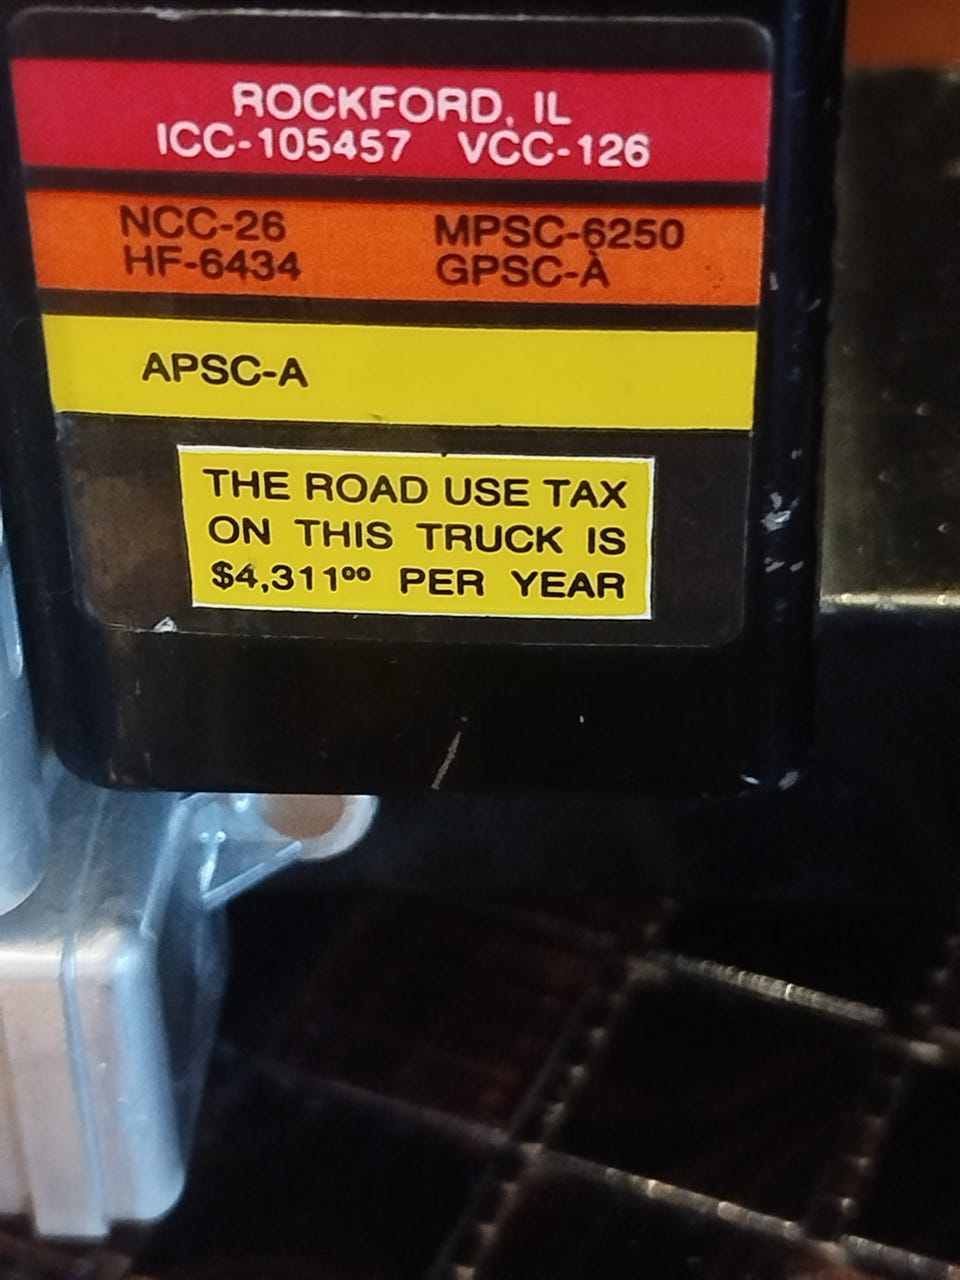 ROCKFORD, IL
ICC-105457 VCC-126
NCC-26 MPSC-6250
HF-6434 GPSC-A
APSC-A
THE ROAD USE TAX
ON THIS TRUCK IS
$4,311⁰⁰ PER YEAR